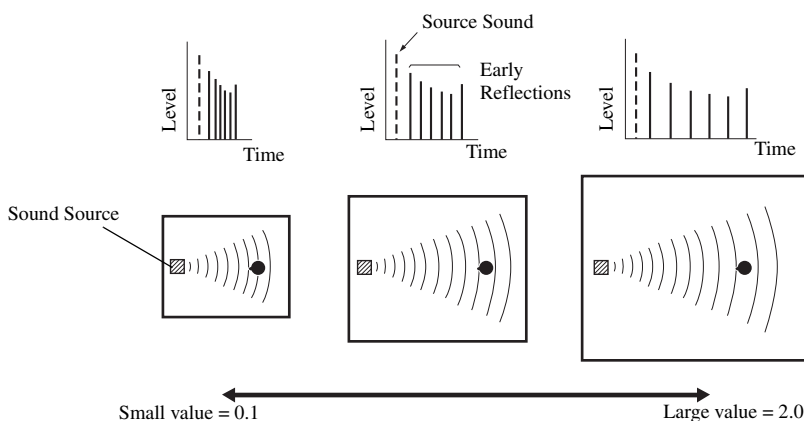 Source Sound
Early
Reflections
Level
Time
Level
Time
Level
Time
Sound Source
Small value = 0.1
Large value = 2.0